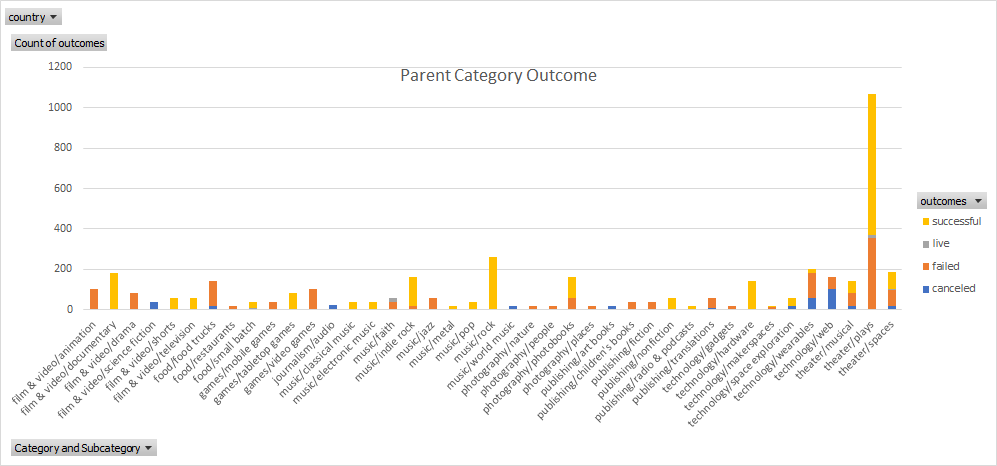 country
Count of outcomes
Parent Category Outcome
1200
1000
800
600
400
200
0
film & video/animation
film & video/documentary
film & video/drama
film & video/science fiction
film & video/shorts
film & video/television
food/food trucks
food/restaurants
food/small batch
games/mobile games
games/tabletop games
games/video games
journalism/audio
music/classical music
music/electronic music
music/faith
music/indie rock
music/jazz
music/metal
music/pop
music/rock
music/world music
photography/nature
photography/people
photography/photobooks
photography/places
publishing/art books
publishing/children's books
publishing/fiction
publishing/nonfiction
publishing/radio & podcasts
publishing/translations
technology/gadgets
technology/hardware
technology/makerspaces
technology/space exploration
technology/wearables
technology/web
theater/musical
theater/plays
theater/spaces
outcomes
successful
live
failed
canceled
Category and Subcategory